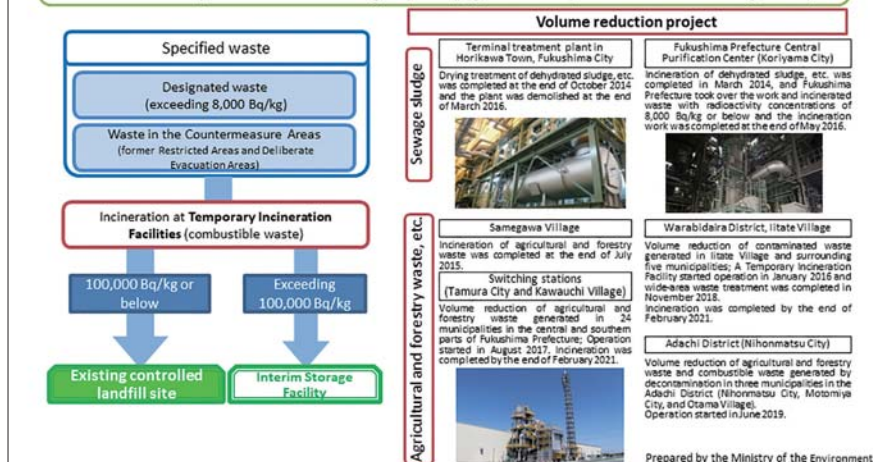 Specified waste
Designated waste
(exceeding 8,000 Bq/kg)
Waste in the Countermeasure Areas
(former Restricted Areas and Deliberate
Evacuation Areas)
Incineration at Temporary Incineration
Facilities (combustible waste)
100,000 Bq/kg or
below
Exceeding
100,000 Bq/kg
Existing controlled
landfill site
Interim Storage
Facility
Volume reduction project
Sewage sludge
Terminal treatment plant in
Horikawa Town, Fukushima City
Drying treatment of dehydrated sludge, etc.
was completed at the end of October 2014
and the plant was demolished at the end
of March 2016.
Fukushima Prefecture Central
Purification Center (Koriyama City)
Incineration of dehydrated sludge, etc. was
completed in March 2014, and Fukushima
Prefecture took over the work and incinerated
waste with radioactivity concentrations of
8,000 Bq/kg or below and the incineration
work was completed at the end of May 2016.
Agricultural and forestry waste, etc.
Samegawa Village
Incineration of agricultural and forestry
waste was completed at the end of July
2015.
Switching stations
(Tamura City and Kawauchi Village)
Volume reduction of agricultural and
forestry waste generated in 24
municipalities in the central and southern
parts of Fukushima Prefecture; Operation
started in August 2017. Incineration was
completed by the end of February 2021.
Warabidaira District, Iitate Village
Volume reduction of contaminated waste
generated in Iitate Village and surrounding
five municipalities; A Temporary Incineration
Facility started operation in January 2016 and
wide-area waste treatment was completed in
November 2018.
Incineration was completed by the end of
February 2021.
Adachi District (Nihonmatsu City)
Volume reduction of agricultural and forestry
waste and combustible waste generated by
decontamination in three municipalities in the
Adachi District (Nihonmatsu City, Motomiya
City, and Otama Village).
Operation started in June 2019.
Prepared by the Ministry of the Environment